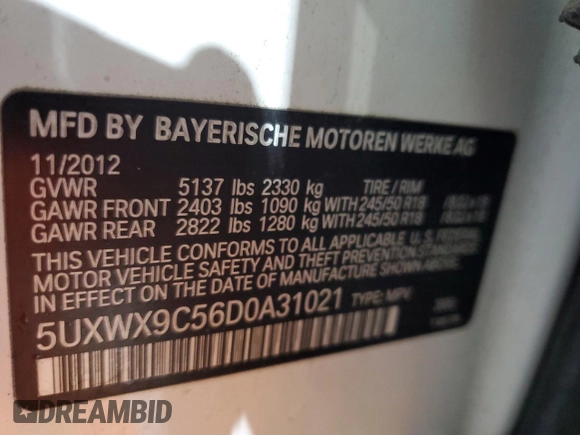 MFD BY BAYERISCHE MOTOREN WERKE AG
11/2012
GVWR 5137 lbs 2330 kg TIRE / RIM
GAWR FRONT 2403 lbs 1090 kg WITH 245/50 R18
GAWR REAR 2822 lbs 1280 kg WITH 245/50 R18
THIS VEHICLE CONFORMS TO ALL APPLICABLE U.S. FEDERAL
MOTOR VEHICLE SAFETY AND THEFT PREVENTION STANDARDS
IN EFFECT ON THE DATE OF MANUFACTURE SHOWN ABOVE.
5UXWX9C56D0A31021 TYPE: MPV
DREAMBID